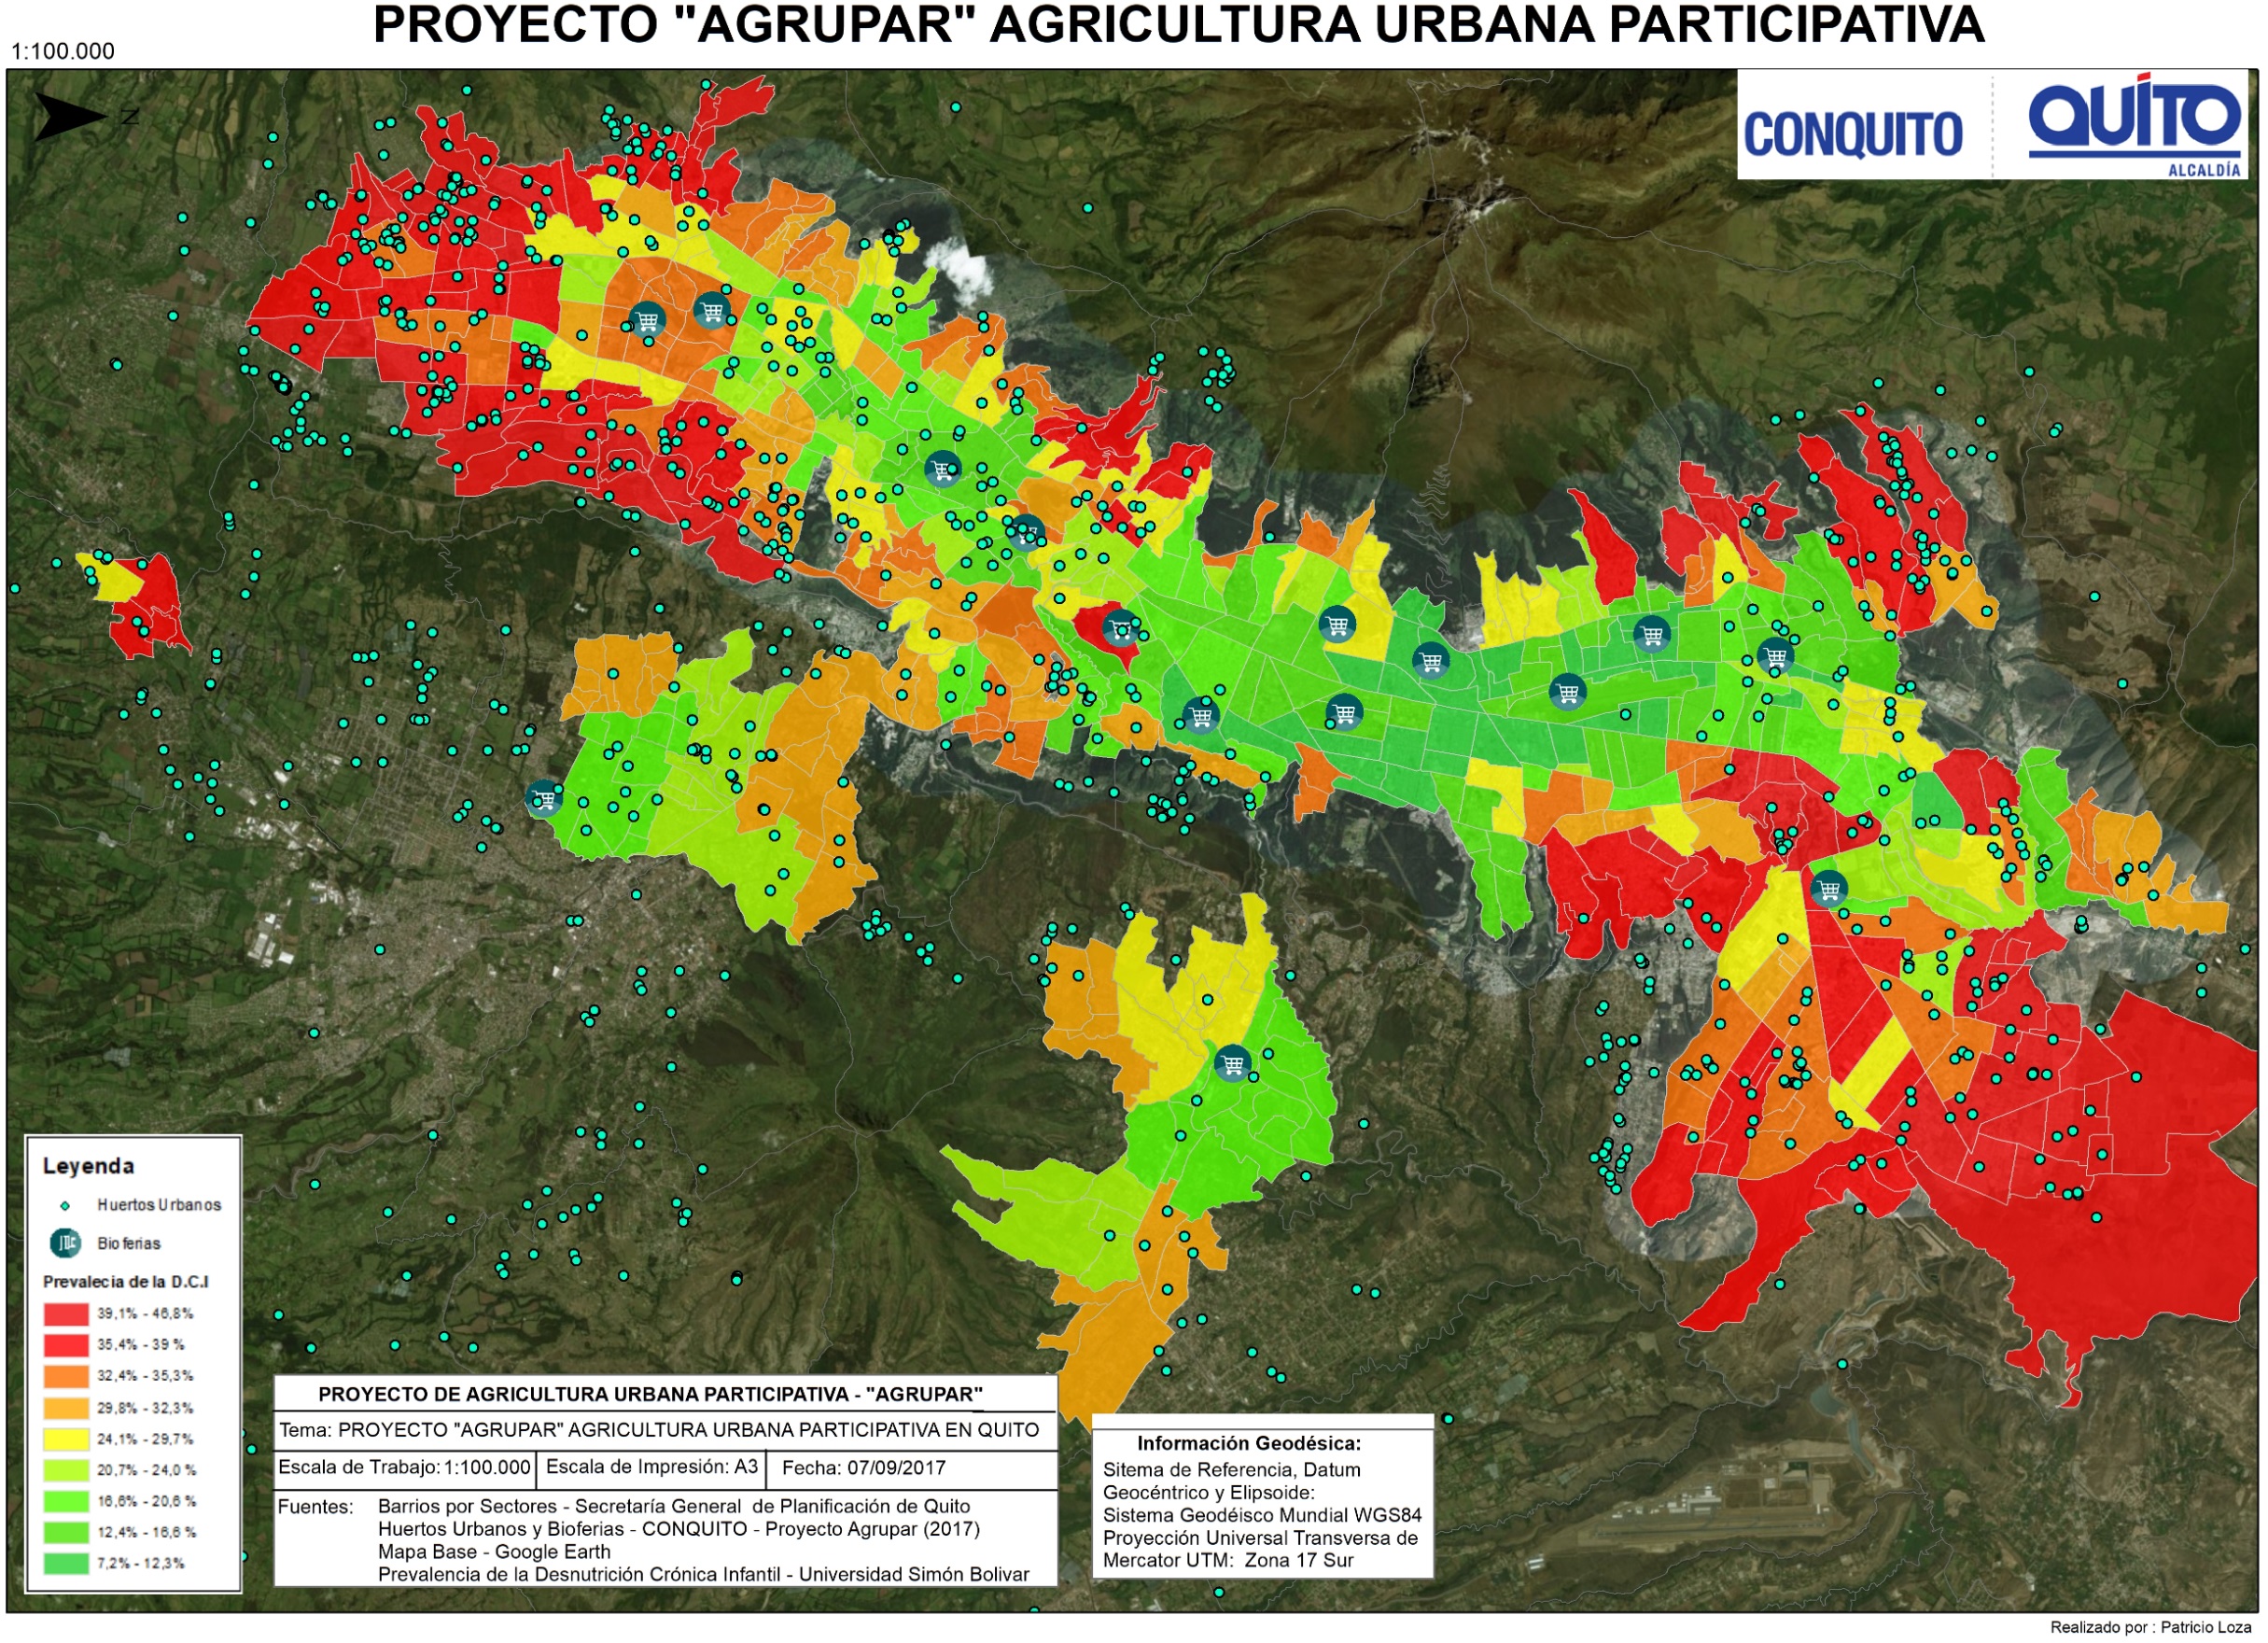 PROYECTO "AGRUPAR" AGRICULTURA URBANA PARTICIPATIVA
1:100.000
N
CONQUITO
QUITO
ALCALDÍA
Leyenda
Huertos Urbanos
Bioferias
Prevalecia de la D.C.I
39,1% - 46,8%
35,4% - 39 %
32,4% - 35,3%
29,8% - 32,3%
24,1% - 29,7%
20,7% - 24,0 %
16,6% - 20,6 %
12,4% - 16,6 %
7,2% - 12,3%
PROYECTO DE AGRICULTURA URBANA PARTICIPATIVA - "AGRUPAR"
Tema: PROYECTO "AGRUPAR" AGRICULTURA URBANA PARTICIPATIVA EN QUITO
Escala de Trabajo: 1:100.000 Escala de Impresión: A3 Fecha: 07/09/2017
Fuentes: Barrios por Sectores - Secretaría General de Planificación de Quito
Huertos Urbanos y Bioferias - CONQUITO - Proyecto Agrupar (2017)
Mapa Base - Google Earth
Prevalencia de la Desnutrición Crónica Infantil - Universidad Simón Bolivar
Información Geodésica:
Sitema de Referencia, Datum
Geocéntrico y Elipsoide:
Sistema Geodéisco Mundial WGS84
Proyección Universal Transversa de
Mercator UTM: Zona 17 Sur
Realizado por : Patricio Loza